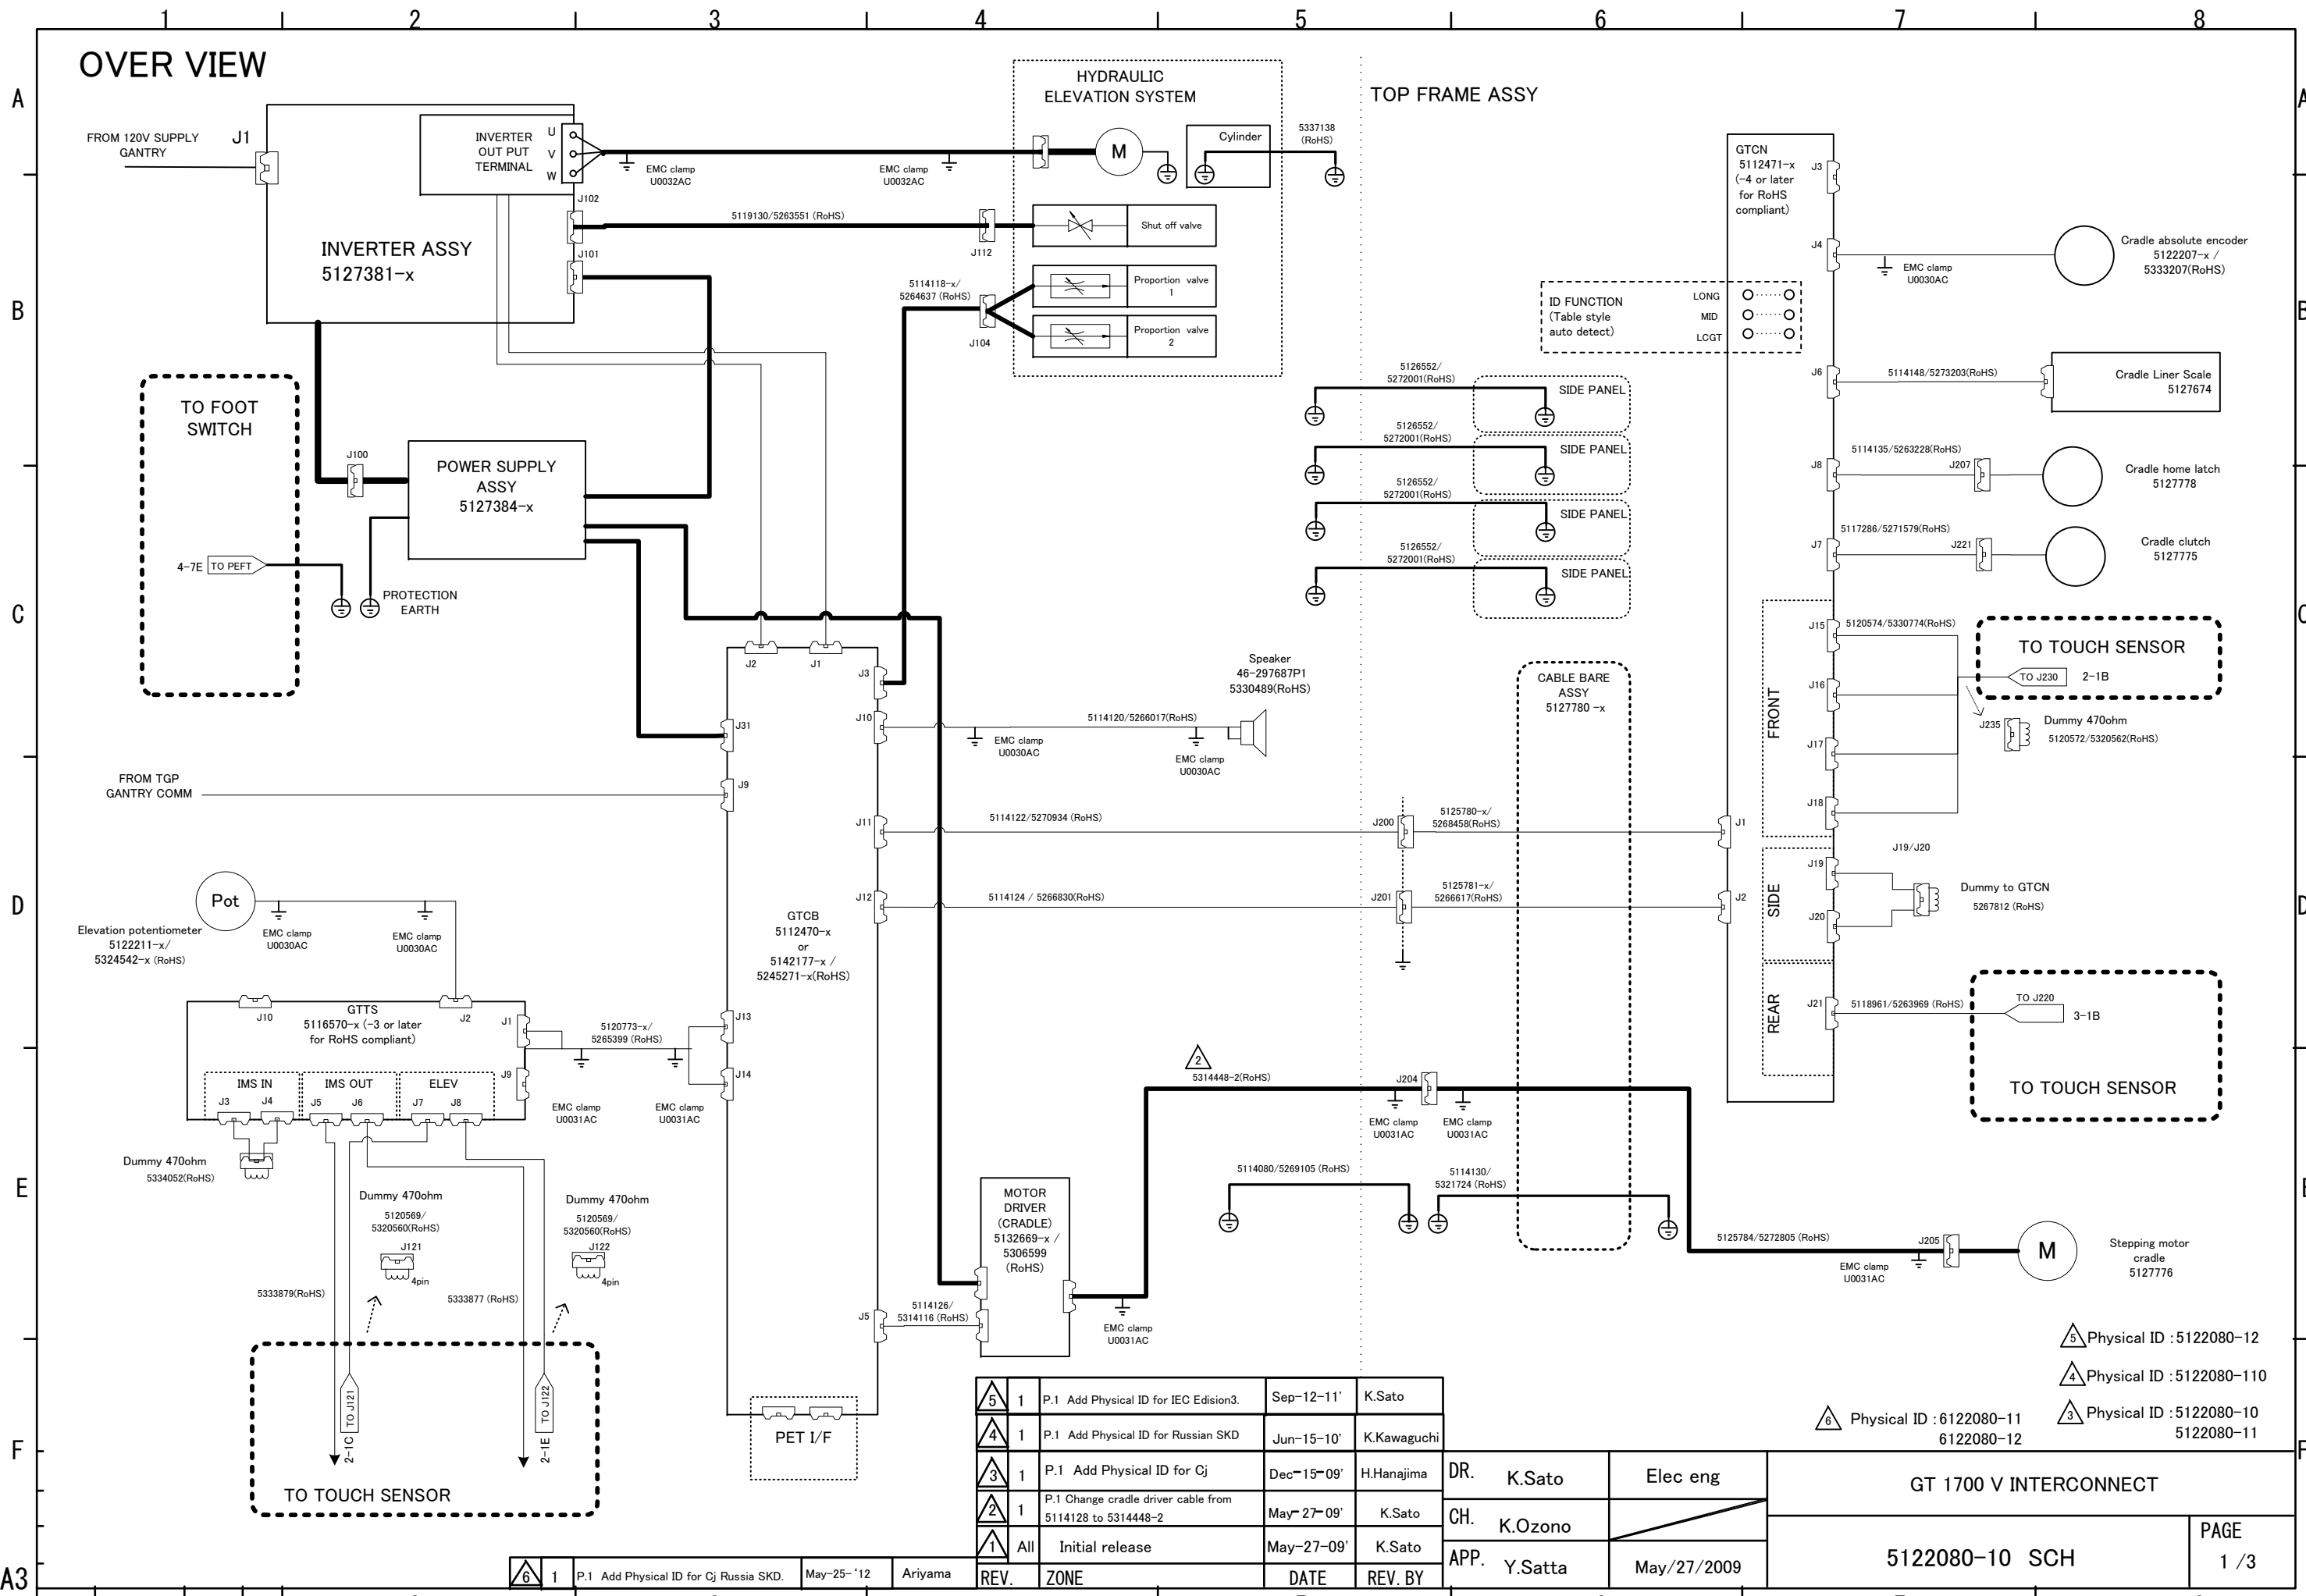 1 2 3 4 5 6 7 8
OVER VIEW
A
B
C
D
E
F
A3
A
B
C
D
E
F
FROM 120V SUPPLY
GANTRY
J1
INVERTER
OUT PUT
TERMINAL
U
V
W
J102
J101
INVERTER ASSY
5127381-x
EMC clamp
U0032AC
EMC clamp
U0032AC
HYDRAULIC
ELEVATION SYSTEM
M
Cylinder
5337138
(RoHS)
5119130/5263551 (RoHS)
J112
Shut off valve
5114118-x/
5264637 (RoHS)
J104
Proportion valve
1
Proportion valve
2
TOP FRAME ASSY
TO FOOT
SWITCH
J100
POWER SUPPLY
ASSY
5127384-x
4-7E TO PEFT
PROTECTION
EARTH
5126552/
5272001(RoHS)
SIDE PANEL
5126552/
5272001(RoHS)
SIDE PANEL
5126552/
5272001(RoHS)
SIDE PANEL
5126552/
5272001(RoHS)
SIDE PANEL
GTCN
5112471-x
(-4 or later
for RoHS
compliant)
ID FUNCTION
(Table style
auto detect)
LONG
MID
LCGT
J3
J4
EMC clamp
U0030AC
Cradle absolute encoder
5122207-x /
5333207(RoHS)
J6
5114148/5273203(RoHS)
Cradle Liner Scale
5127674
J8
5114135/5263228(RoHS)
J207
Cradle home latch
5127778
J7
5117286/5271579(RoHS)
J221
Cradle clutch
5127775
J15
5120574/5330774(RoHS)
TO TOUCH SENSOR
TO J230 2-1B
J16
FRONT
J235
Dummy 470ohm
5120572/5320562(RoHS)
J17
J18
J19/J20
J19
SIDE
J20
Dummy to GTCN
5267812 (RoHS)
REAR
J21
5118961/5263969 (RoHS)
TO J220
3-1B
TO TOUCH SENSOR
J2
J1
J3
J10
J31
J9
Speaker
46-297687P1
5330489(RoHS)
5114120/5266017(RoHS)
EMC clamp
U0030AC
EMC clamp
U0030AC
CABLE BARE
ASSY
5127780 -x
FROM TGP
GANTRY COMM
J11
5114122/5270934 (RoHS)
J200
5125780-x/
5268458(RoHS)
J1
J12
5114124 / 5266830(RoHS)
J201
5125781-x/
5266617(RoHS)
J2
GTCB
5112470-x
or
5142177-x /
5245271-x(RoHS)
Pot
Elevation potentiometer
5122211-x/
5324542-x (RoHS)
EMC clamp
U0030AC
EMC clamp
U0030AC
J10
J2
GTTS
5116570-x (-3 or later
for RoHS compliant)
J1
J9
5120773-x/
5265399 (RoHS)
J13
J14
EMC clamp
U0031AC
EMC clamp
U0031AC
IMS IN
IMS OUT
ELEV
J3 J4 J5 J6 J7 J8
Dummy 470ohm
5334052(RoHS)
Dummy 470ohm
5120569/
5320560(RoHS)
J121
4pin
Dummy 470ohm
5120569/
5320560(RoHS)
J122
4pin
5333879(RoHS)
5333877 (RoHS)
TO J121
2-1C
TO J122
2-1E
TO TOUCH SENSOR
2
5314448-2(RoHS)
J204
EMC clamp
U0031AC
EMC clamp
U0031AC
5114080/5269105 (RoHS)
5114130/
5321724 (RoHS)
MOTOR
DRIVER
(CRADLE)
5132669-x /
5306599
(RoHS)
J5
5114126/
5314116 (RoHS)
EMC clamp
U0031AC
5125784/5272805 (RoHS)
J205
EMC clamp
U0031AC
M
Stepping motor
cradle
5127776
PET I/F
5 Physical ID :5122080-12
4 Physical ID :5122080-110
3 Physical ID :5122080-10
5122080-11
6 Physical ID :6122080-11
6122080-12
5 1 P.1 Add Physical ID for IEC Edision3. Sep-12-11' K.Sato
4 1 P.1 Add Physical ID for Russian SKD Jun-15-10' K.Kawaguchi
3 1 P.1 Add Physical ID for Cj Dec-15-09' H.Hanajima
2 1 P.1 Change cradle driver cable from
5114128 to 5314448-2 May-27-09' K.Sato
1 All Initial release May-27-09' K.Sato
REV. ZONE DATE REV. BY
6 1 P.1 Add Physical ID for Cj Russia SKD. May-25-'12 Ariyama
DR. K.Sato Elec eng
CH. K.Ozono
APP. Y.Satta May/27/2009
GT 1700 V INTERCONNECT
5122080-10 SCH
PAGE
1 /3